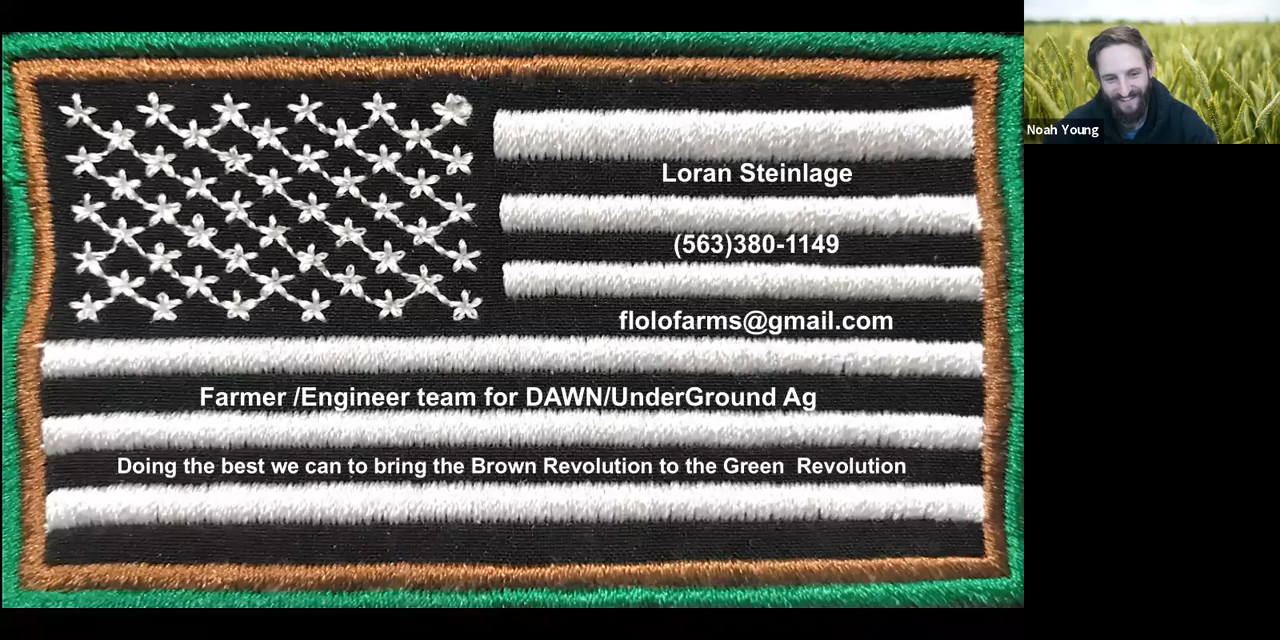 Loran Steinlage
(563)380-1149
flolofarms@gmail.com
Farmer /Engineer team for DAWN/UnderGround Ag
Doing the best we can to bring the Brown Revolution to the Green  Revolution
Noah Young